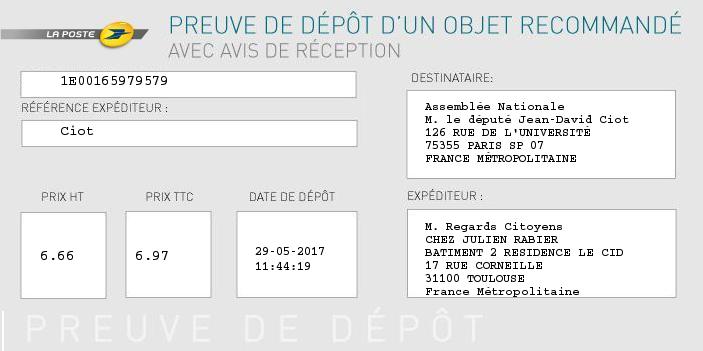 LA POSTE
PREUVE DE DÉPÔT D'UN OBJET RECOMMANDÉ
AVEC AVIS DE RÉCEPTION
1E00165979579
RÉFÉRENCE EXPÉDITEUR :
Ciot
DESTINATAIRE:
Assemblée Nationale
M. le député Jean-David Ciot
126 RUE DE L'UNIVERSITÉ
75355 PARIS SP 07
FRANCE MÉTROPOLITAINE
PRIX HT
6.66
PRIX TTC
6.97
DATE DE DÉPÔT
29-05-2017
11:44:19
EXPÉDITEUR :
M. Regards Citoyens
CHEZ JULIEN RABIER
BATIMENT 2 RESIDENCE LE CID
17 RUE CORNEILLE
31100 TOULOUSE
France Métropolitaine
PREUVE DE DÉPÔT